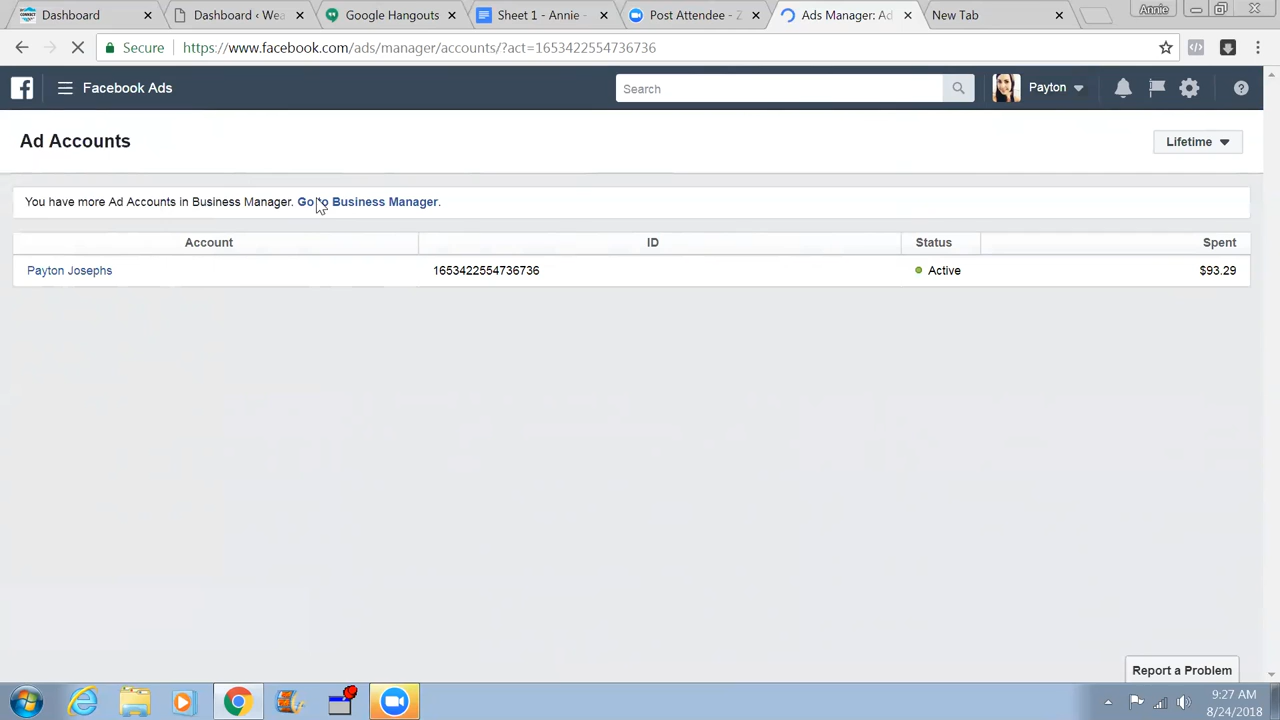 Dashboard
Dashboard ‹ Wea
Google Hangouts
Sheet 1 - Annie -
Post Attendee - Z
Ads Manager: Ad
New Tab
Annie
Secure
https://www.facebook.com/ads/manager/accounts/?act=1653422554736736
Facebook Ads
Search
Payton
Ad Accounts
Lifetime
You have more Ad Accounts in Business Manager. Go to Business Manager.
Account
ID
Status
Spent
Payton Josephs
1653422554736736
Active
$93.29
Report a Problem
9:27 AM
8/24/2018